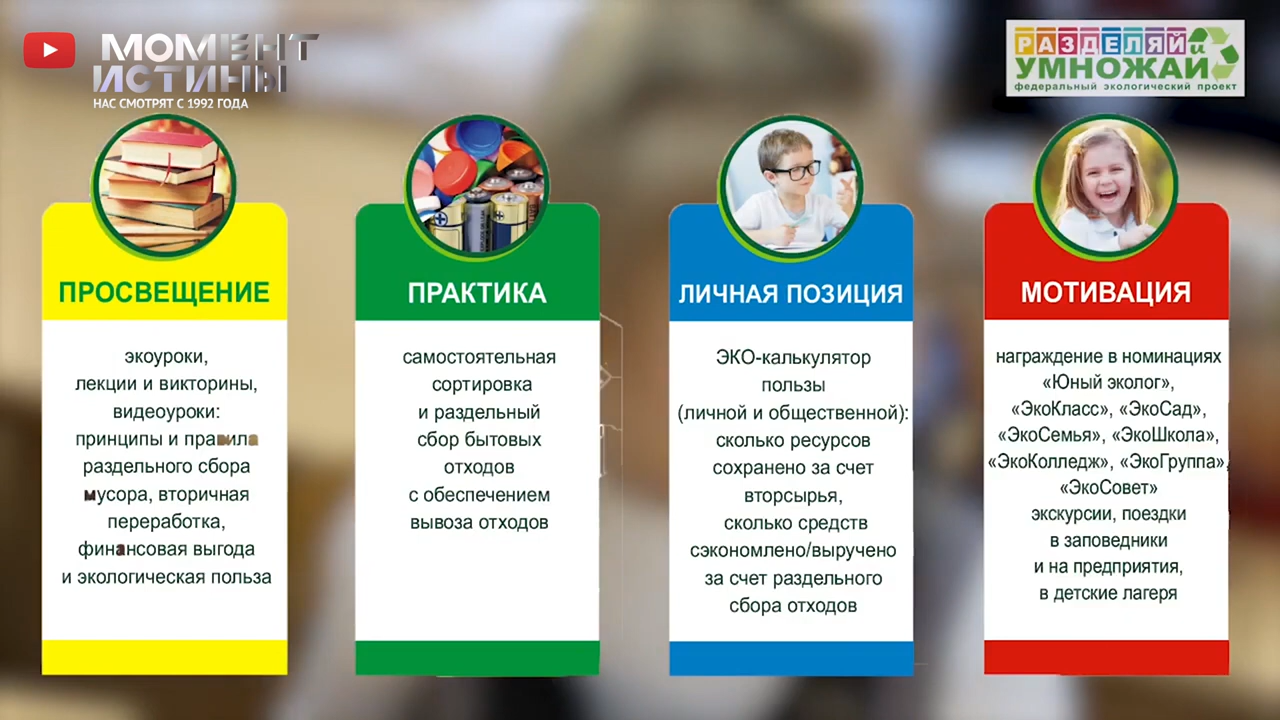 МОМЕНТ
ИСТИНЫ
НАС СМОТРЯТ С 1992 ГОДА
РАЗДЕЛЯЙ и
УМНОЖАЙ
федеральный экологический проект
ПРОСВЕЩЕНИЕ
экоуроки,
лекции и викторины,
видеоуроки:
принципы и правила
раздельного сбора
мусора, вторичная
переработка,
финансовая выгода
и экологическая польза
ПРАКТИКА
самостоятельная
сортировка
и раздельный
сбор бытовых
отходов
с обеспечением
вывоза отходов
ЛИЧНАЯ ПОЗИЦИЯ
ЭКО-калькулятор
пользы
(личной и общественной):
сколько ресурсов
сохранено за счет
вторсырья,
сколько средств
сэкономлено/выручено
за счет раздельного
сбора отходов
МОТИВАЦИЯ
награждение в номинациях
«Юный эколог»,
«ЭкоКласс», «ЭкоСад»,
«ЭкоСемья», «ЭкоШкола»,
«ЭкоКолледж», «ЭкоГруппа»,
«ЭкоСовет»
экскурсии, поездки
в заповедники
и на предприятия,
в детские лагеря